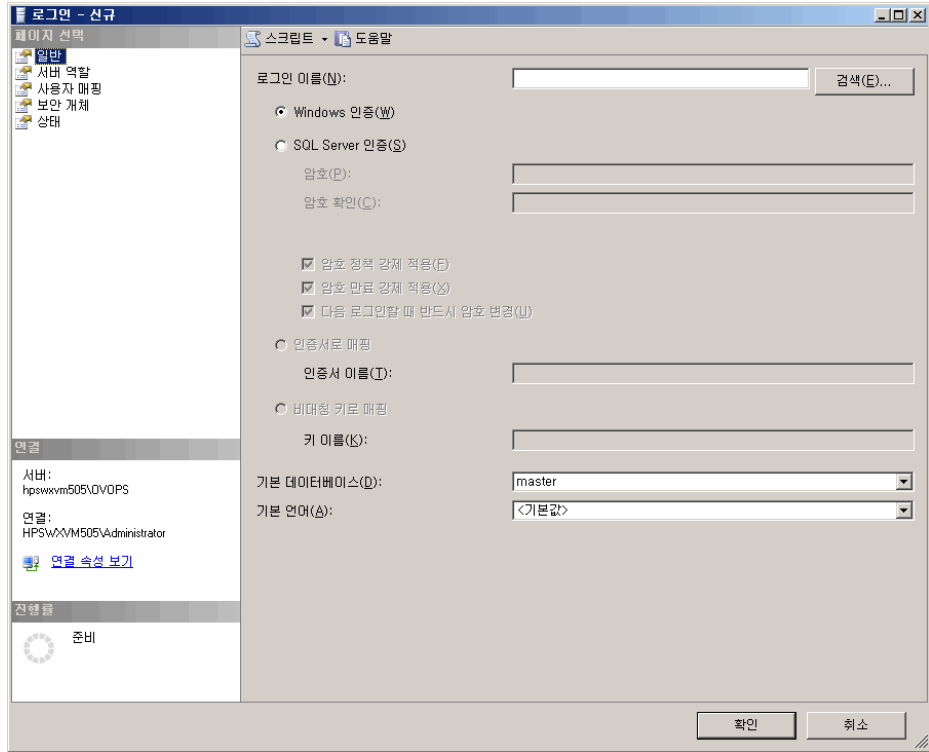 로그인 - 신규
페이지 선택
일반
서버 역할
사용자 매핑
보안 개체
상태
스크립트 도움말
로그인 이름(N): 검색(E)...
Windows 인증(W)
SQL Server 인증(S)
암호(P):
암호 확인(C):
암호 정책 강제 적용(F)
암호 만료 강제 적용(X)
다음 로그인할 때 반드시 암호 변경(U)
인증서로 매핑
인증서 이름(T):
비대칭 키로 매핑
키 이름(K):
기본 데이터베이스(D): master
기본 언어(A): <기본값>
연결
서버:
hpswxvm505\OVOPS
연결:
HPSWXVM505\Administrator
연결 속성 보기
진행률
준비
확인 취소